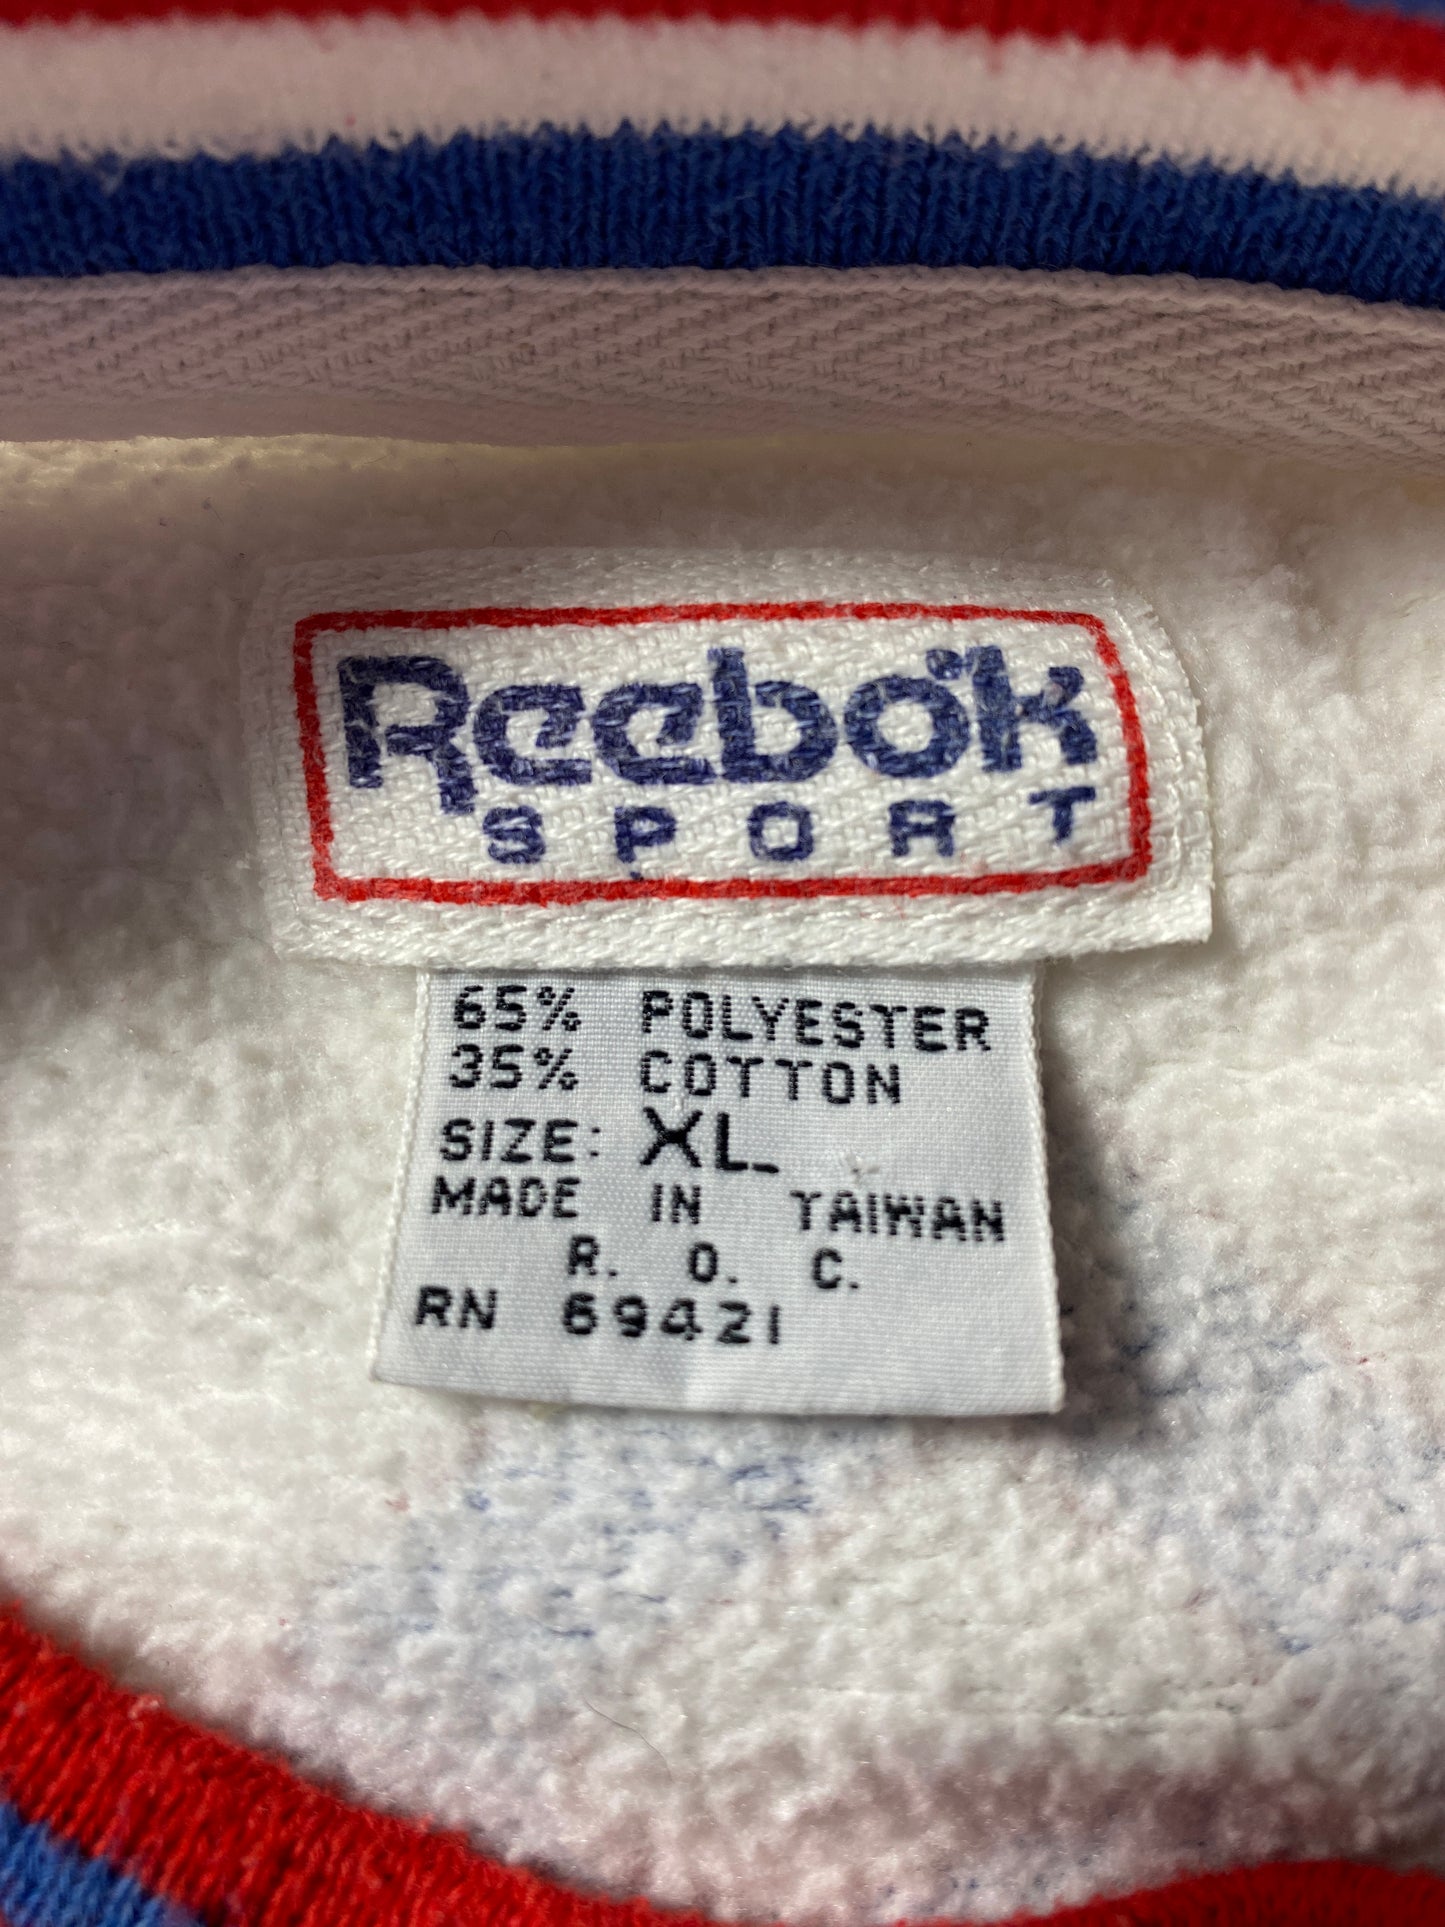 Reebok
SPORT
65% POLYESTER
35% COTTON
SIZE: XL
MADE IN TAIWAN
R. O. C.
RN 69421